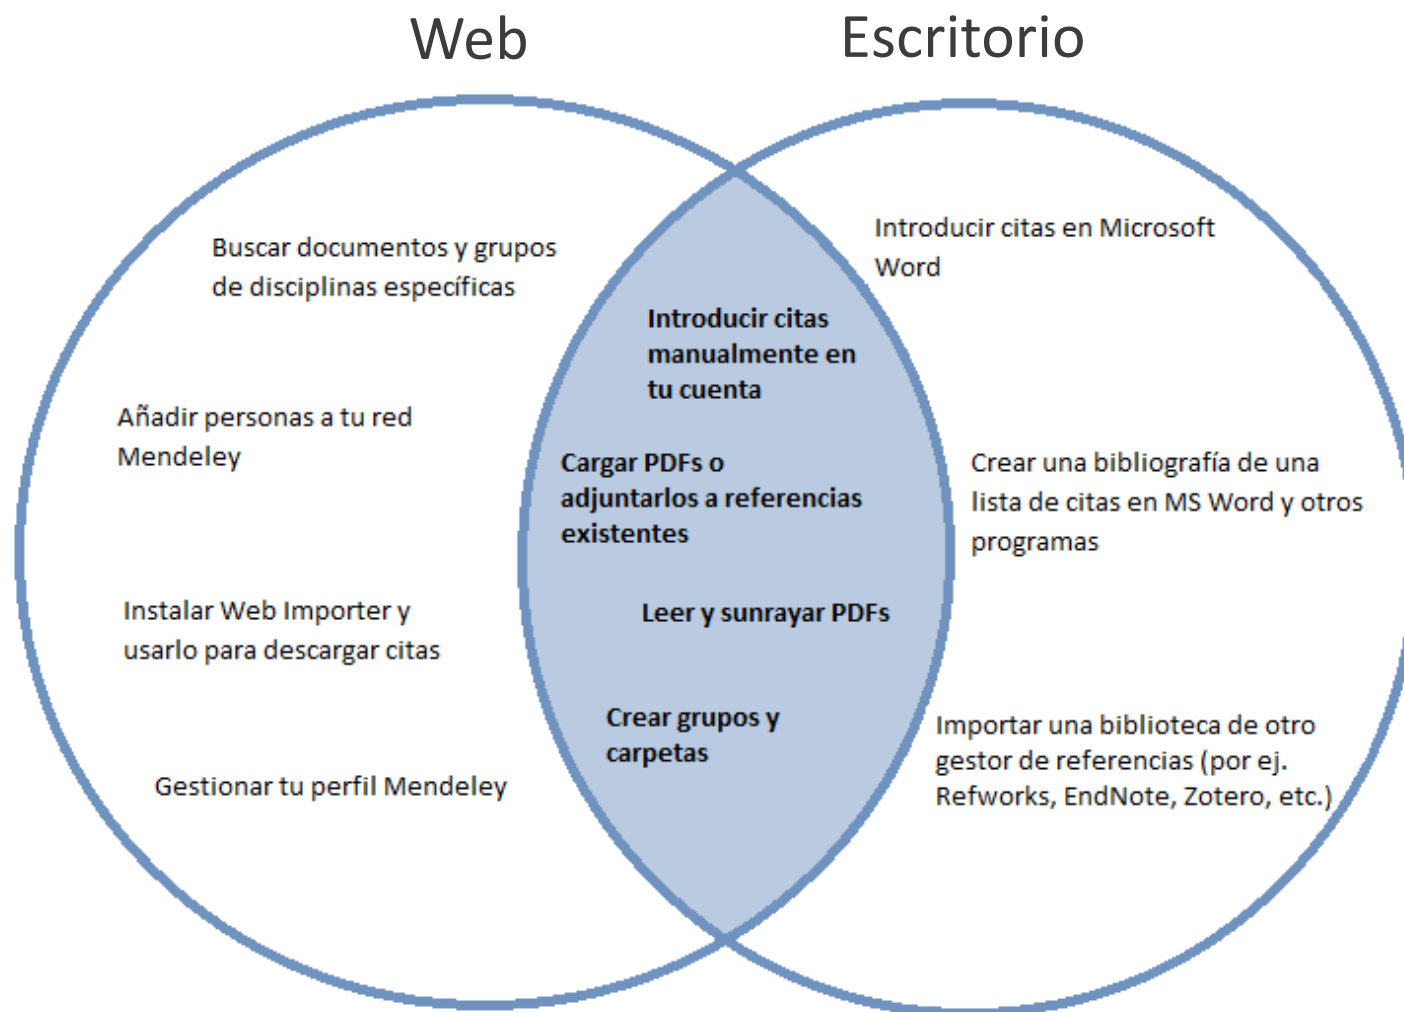 Web
Escritorio
Buscar documentos y grupos
de disciplinas específicas
Añadir personas a tu red
Mendeley
Instalar Web Importer y
usarlo para descargar citas
Gestionar tu perfil Mendeley
Introducir citas
manualmente en
tu cuenta
Cargar PDFs o
adjuntarlos a referencias
existentes
Leer y sunrayar PDFs
Crear grupos y
carpetas
Introducir citas en Microsoft
Word
Crear una bibliografía de una
lista de citas en MS Word y otros
programas
Importar una biblioteca de otro
gestor de referencias (por ej.
Refworks, EndNote, Zotero, etc.)